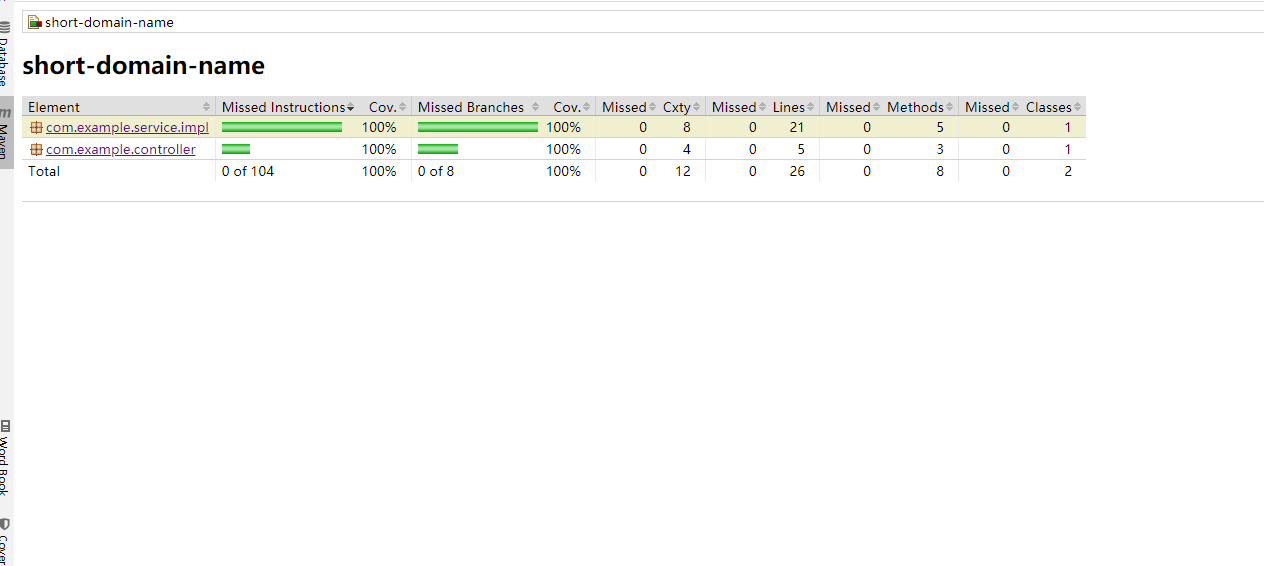 short-domain-name
short-domain-name
Element Missed Instructions Cov. Missed Branches Cov. Missed Cxty Missed Lines Missed Methods Missed Classes
com.example.service.impl 100% 100% 0 8 0 21 0 5 0 1
com.example.controller 100% 100% 0 4 0 5 0 3 0 1
Total 0 of 104 100% 0 of 8 100% 0 12 0 26 0 8 0 2
Database
m Maven
Word Book
Cover